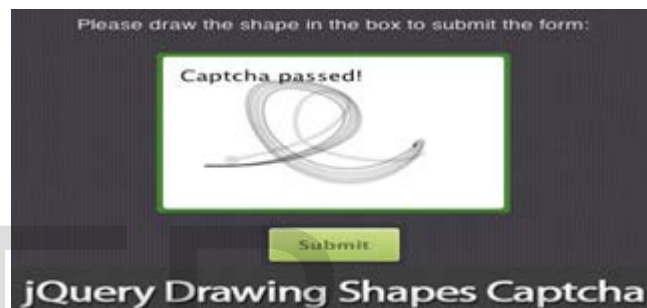 Please draw the shape in the box to submit the form:
Captcha passed!
Submit
jQuery Drawing Shapes Captcha